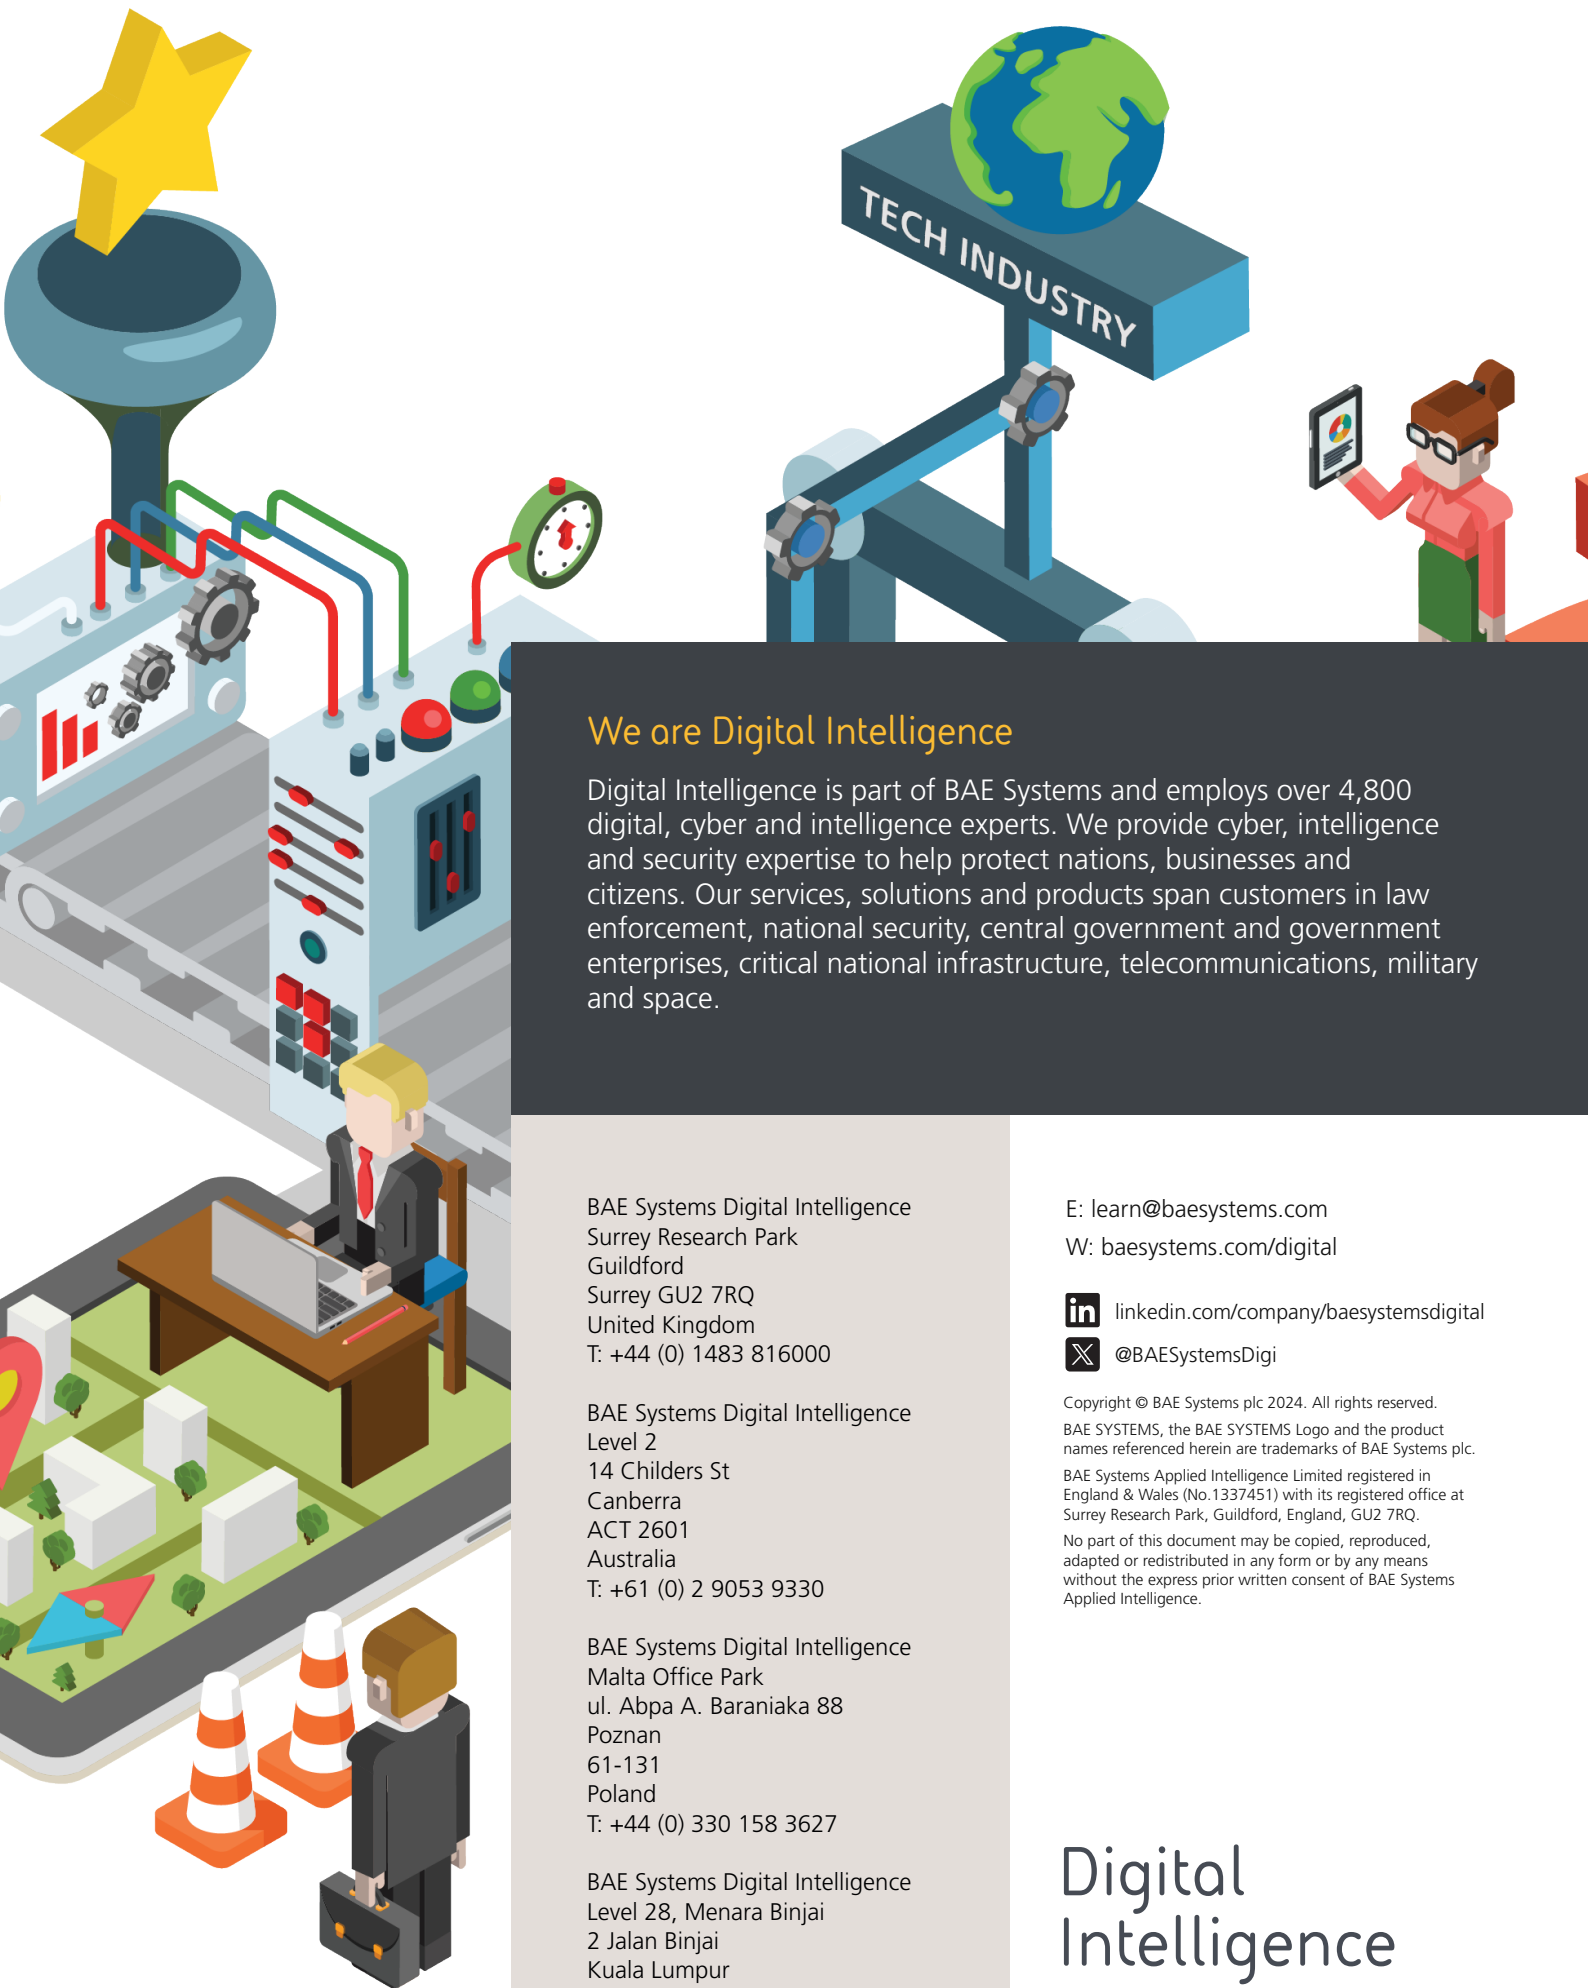 TECH INDUSTRY
We are Digital Intelligence
Digital Intelligence is part of BAE Systems and employs over 4,800
digital, cyber and intelligence experts. We provide cyber, intelligence
and security expertise to help protect nations, businesses and
citizens. Our services, solutions and products span customers in law
enforcement, national security, central government and government
enterprises, critical national infrastructure, telecommunications, military
and space.
BAE Systems Digital Intelligence
Surrey Research Park
Guildford
Surrey GU2 7RQ
United Kingdom
T: +44 (0) 1483 816000
BAE Systems Digital Intelligence
Level 2
14 Childers St
Canberra
ACT 2601
Australia
T: +61 (0) 2 9053 9330
BAE Systems Digital Intelligence
Malta Office Park
ul. Abpa A. Baraniaka 88
Poznan
61-131
Poland
T: +44 (0) 330 158 3627
BAE Systems Digital Intelligence
Level 28, Menara Binjai
2 Jalan Binjai
Kuala Lumpur
E: learn@baesystems.com
W: baesystems.com/digital
in linkedin.com/company/baesystemsdigital
X @BAESystemsDigi
Copyright © BAE Systems plc 2024. All rights reserved.
BAE SYSTEMS, the BAE SYSTEMS Logo and the product
names referenced herein are trademarks of BAE Systems plc.
BAE Systems Applied Intelligence Limited registered in
England & Wales (No.1337451) with its registered office at
Surrey Research Park, Guildford, England, GU2 7RQ.
No part of this document may be copied, reproduced,
adapted or redistributed in any form or by any means
without the express prior written consent of BAE Systems
Applied Intelligence.
Digital
Intelligence